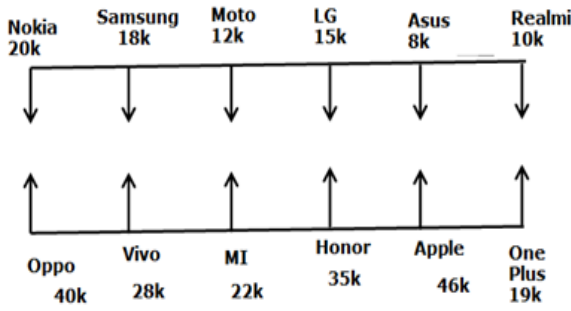 Nokia
20k
Samsung
18k
Moto
12k
LG
15k
Asus
8k
Realmi
10k
Oppo
40k
Vivo
28k
MI
22k
Honor
35k
Apple
46k
One
Plus
19k